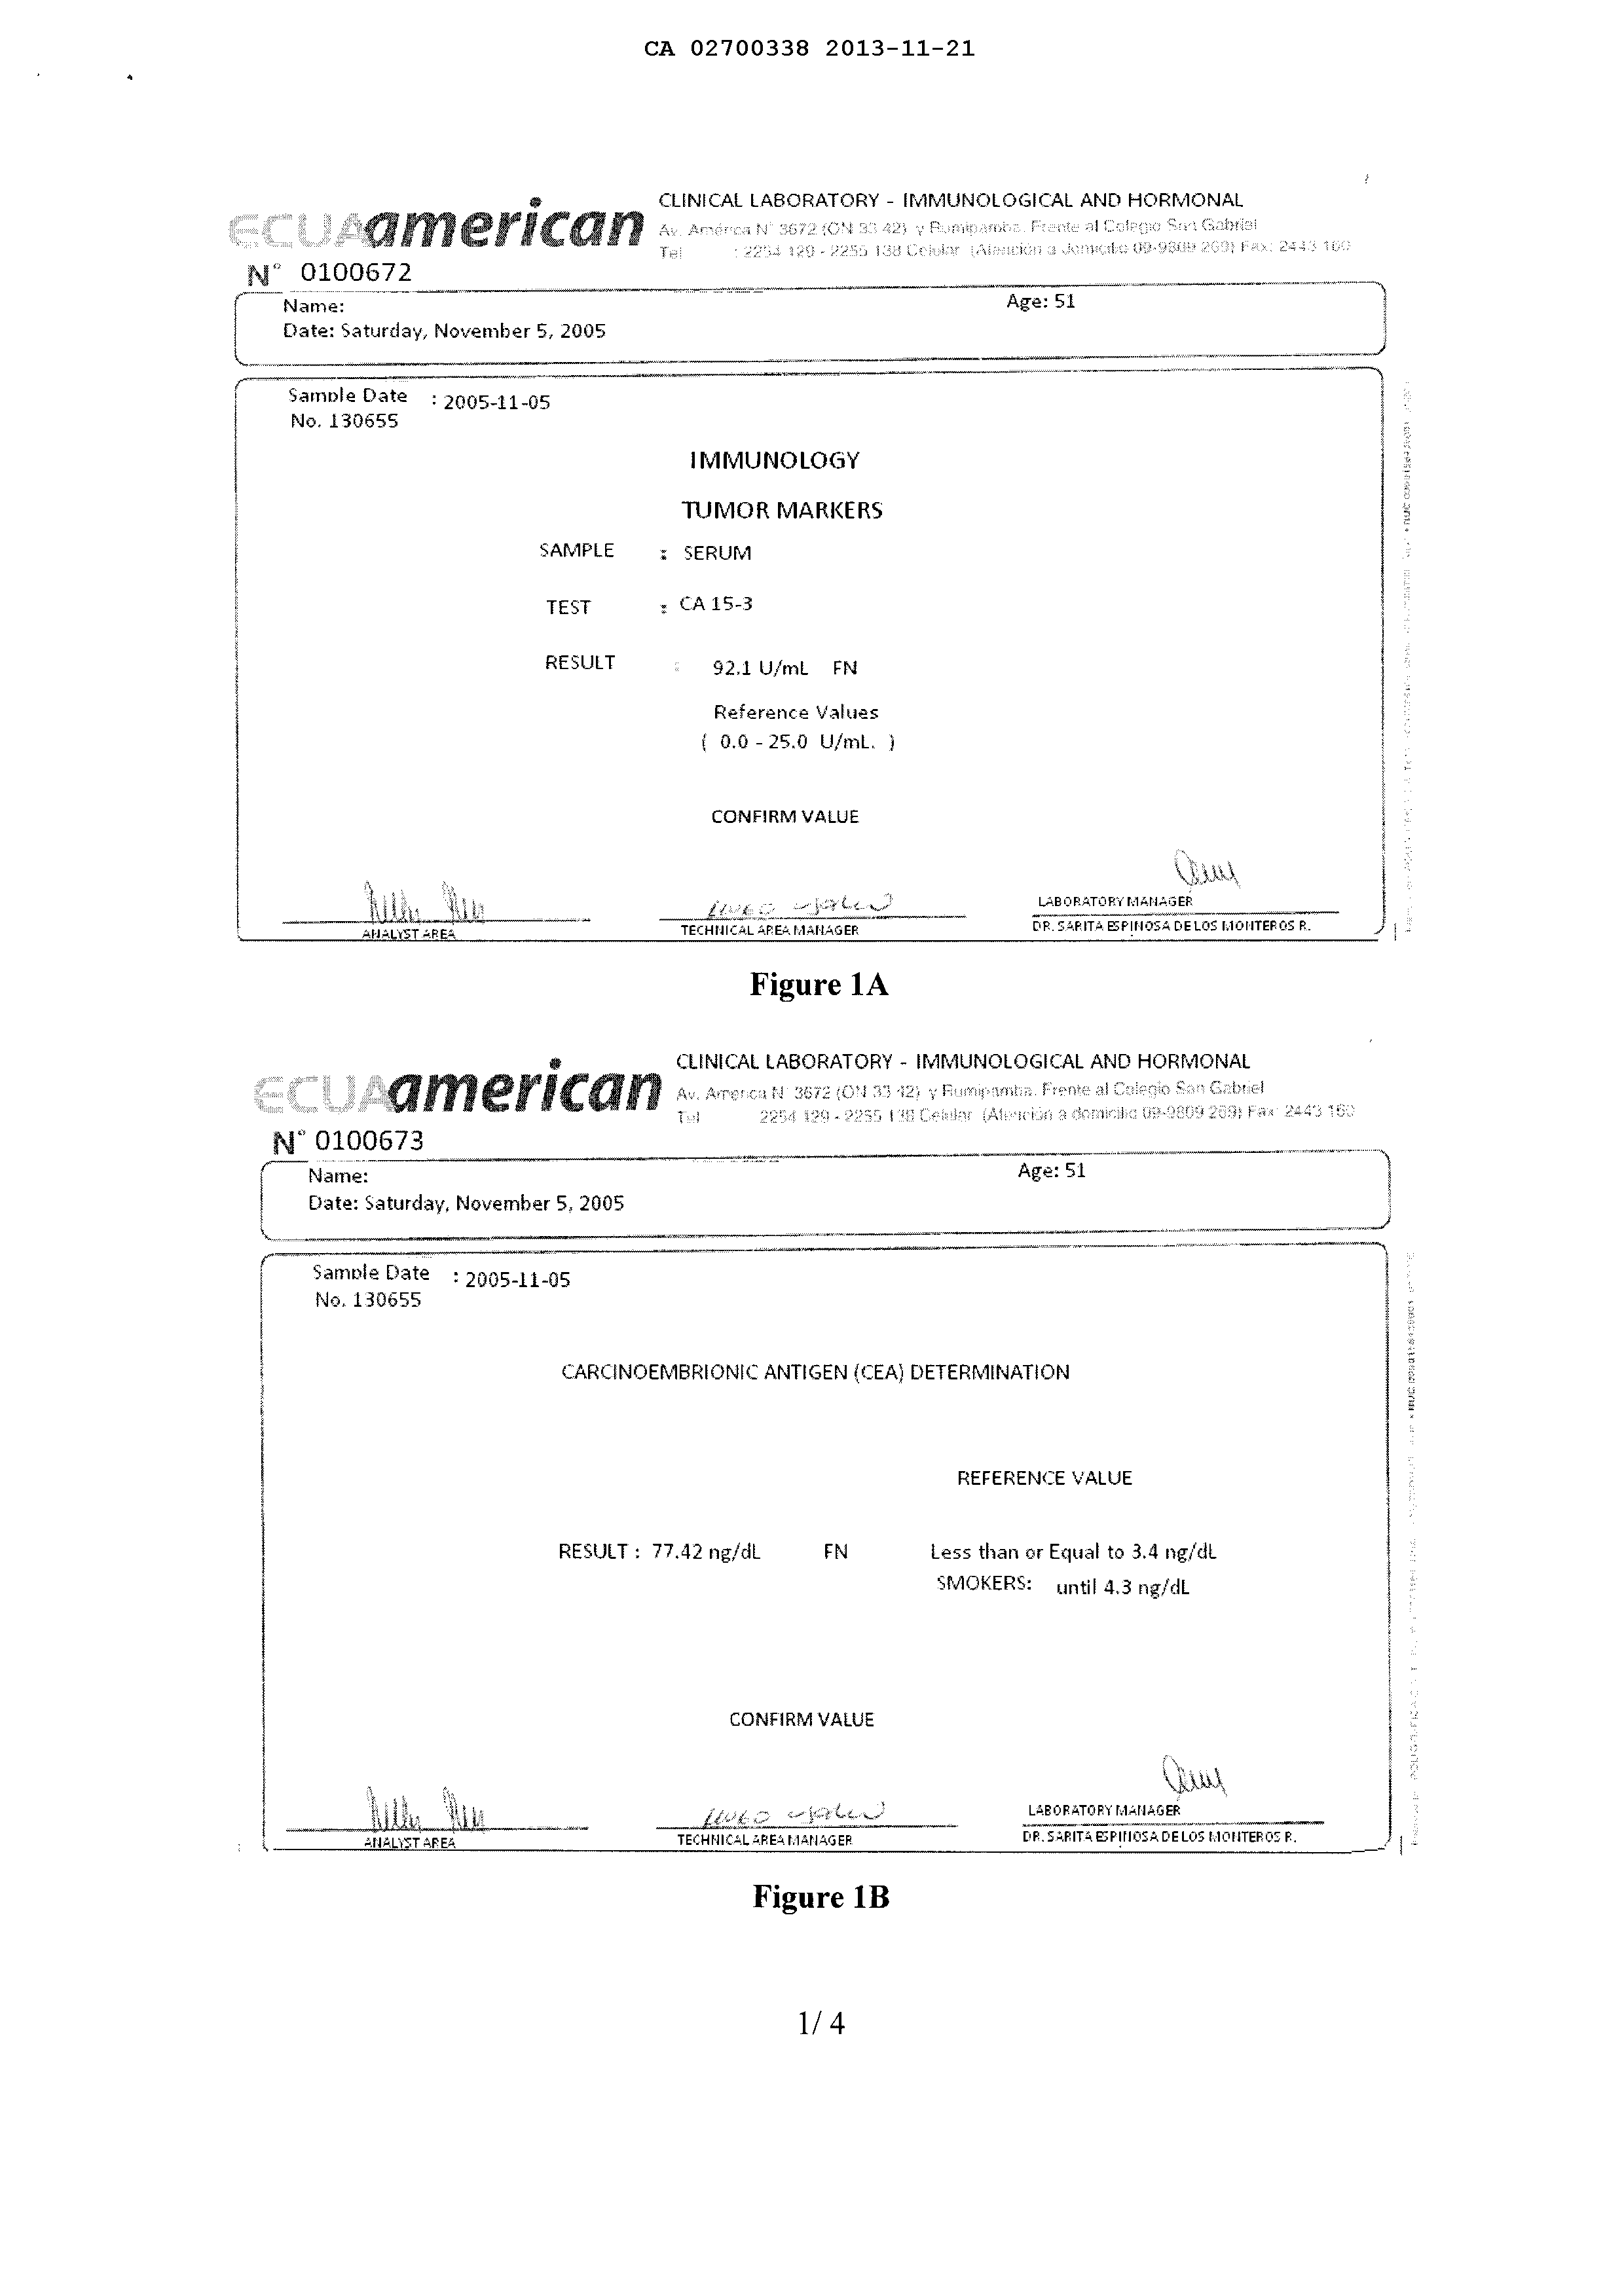 CA 02700338 2013-11-21
ECUAamerican
CLINICAL LABORATORY - IMMUNOLOGICAL AND HORMONAL
Av. América N° 3672 (ON 33 42) y Rumipamba. Frente al Colegio San Gabriel
Tel : 2254 129 - 2255 138 Celular (Atención a domicilio 09-9809 269) Fax: 2443 160
N° 0100672
Name:
Age: 51
Date: Saturday, November 5, 2005
Sample Date : 2005-11-05
No. 130655
IMMUNOLOGY
TUMOR MARKERS
SAMPLE : SERUM
TEST : CA 15-3
RESULT : 92.1 U/mL FN
Reference Values
( 0.0 - 25.0 U/mL. )
CONFIRM VALUE
LABORATORY MANAGER
ANALYST AREA
TECHNICAL AREA MANAGER
DR. SARITA ESPINOSA DE LOS MONTEROS R.
Figure 1A
ECUAamerican
CLINICAL LABORATORY - IMMUNOLOGICAL AND HORMONAL
Av. America N° 3672 (ON 33 42) y Rumipamba. Frente al Colegio San Gabriel
Tel 2254 129 - 2255 138 Celular (Atención a domicilio 09-9809 269) Fax 2443 160
N° 0100673
Name:
Age: 51
Date: Saturday, November 5, 2005
Sample Date : 2005-11-05
No. 130655
CARCINOEMBRIONIC ANTIGEN (CEA) DETERMINATION
REFERENCE VALUE
RESULT : 77.42 ng/dL FN Less than or Equal to 3.4 ng/dL
SMOKERS: until 4.3 ng/dL
CONFIRM VALUE
LABORATORY MANAGER
ANALYST AREA
TECHNICAL AREA MANAGER
DR. SARITA ESPINOSA DE LOS MONTEROS R.
Figure 1B
1/ 4